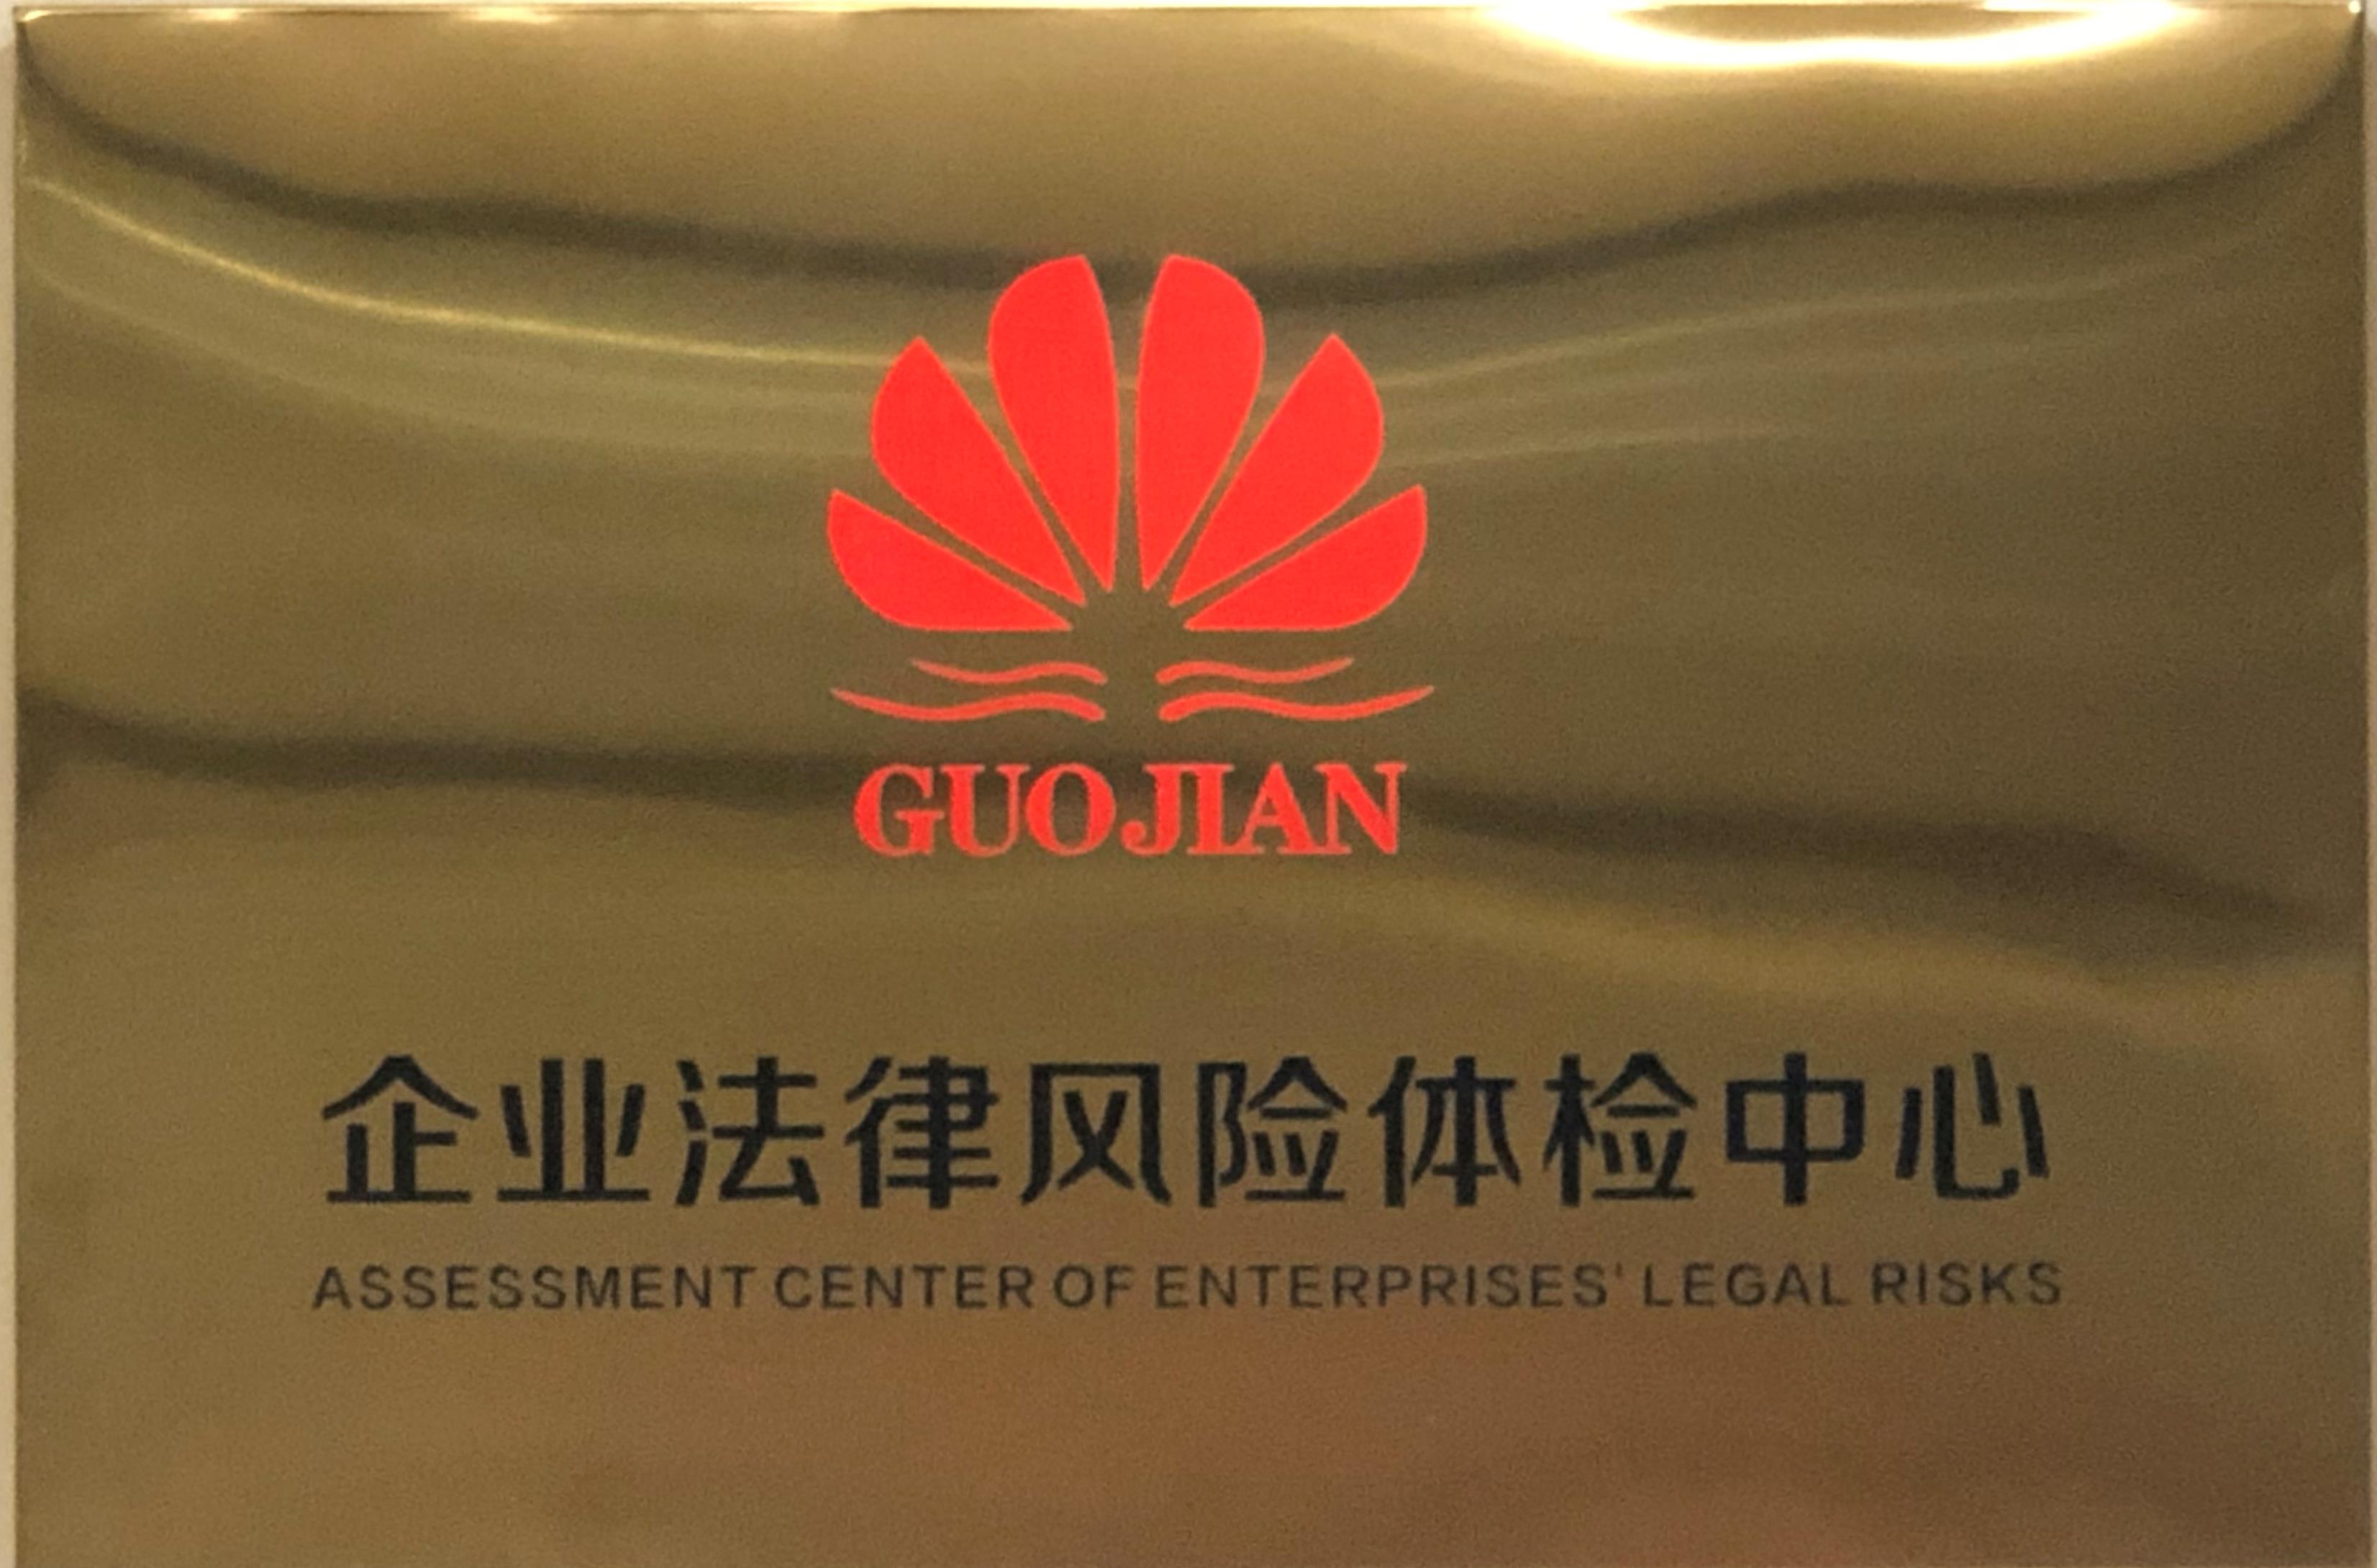 GUOJIAN
企业法律风险体检中心
ASSESSMENT CENTER OF ENTERPRISES' LEGAL RISKS